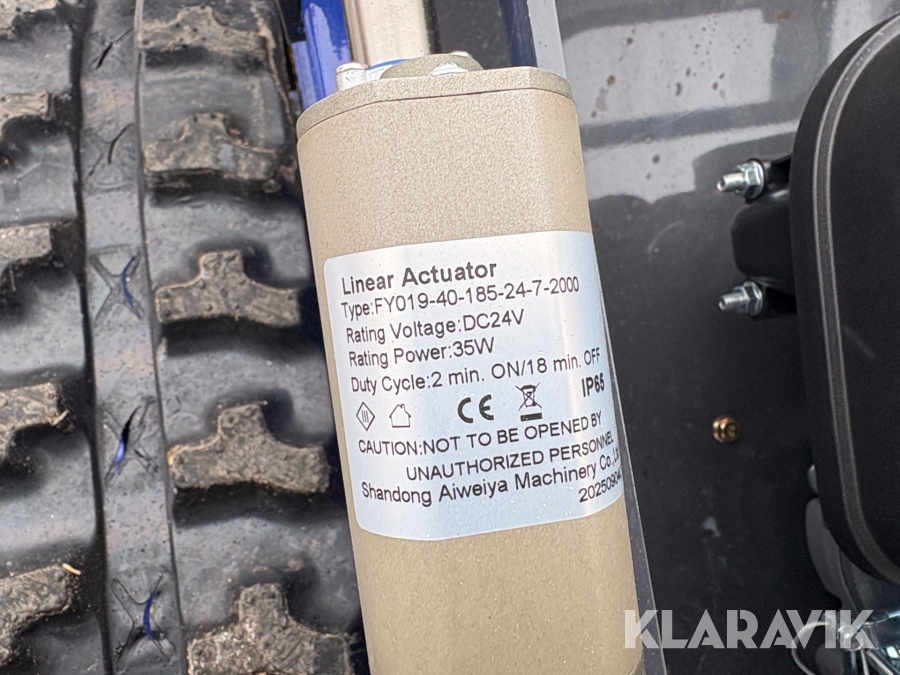 Linear Actuator
Type:FY019-40-185-24-7-2000
Rating Voltage:DC24V
Rating Power:35W
Duty Cycle:2 min. ON/18 min. OFF
CE IP65
CAUTION:NOT TO BE OPENED BY
UNAUTHORIZED PERSONNEL
Shandong Aiweiya Machinery Co.,
20250904
KLARAVIK